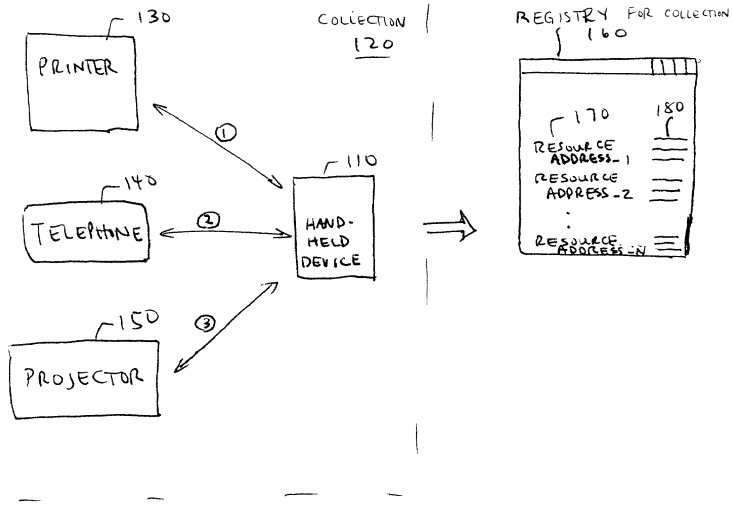 130
PRINTER
COLLECTION
120
REGISTRY FOR COLLECTION
160
1
110
170
180
RESOURCE
ADDRESS_1
RESOURCE
ADDRESS_2
RESOURCE
ADDRESS_N
140
TELEPHONE
2
HAND-
HELD
DEVICE
150
PROJECTOR
3